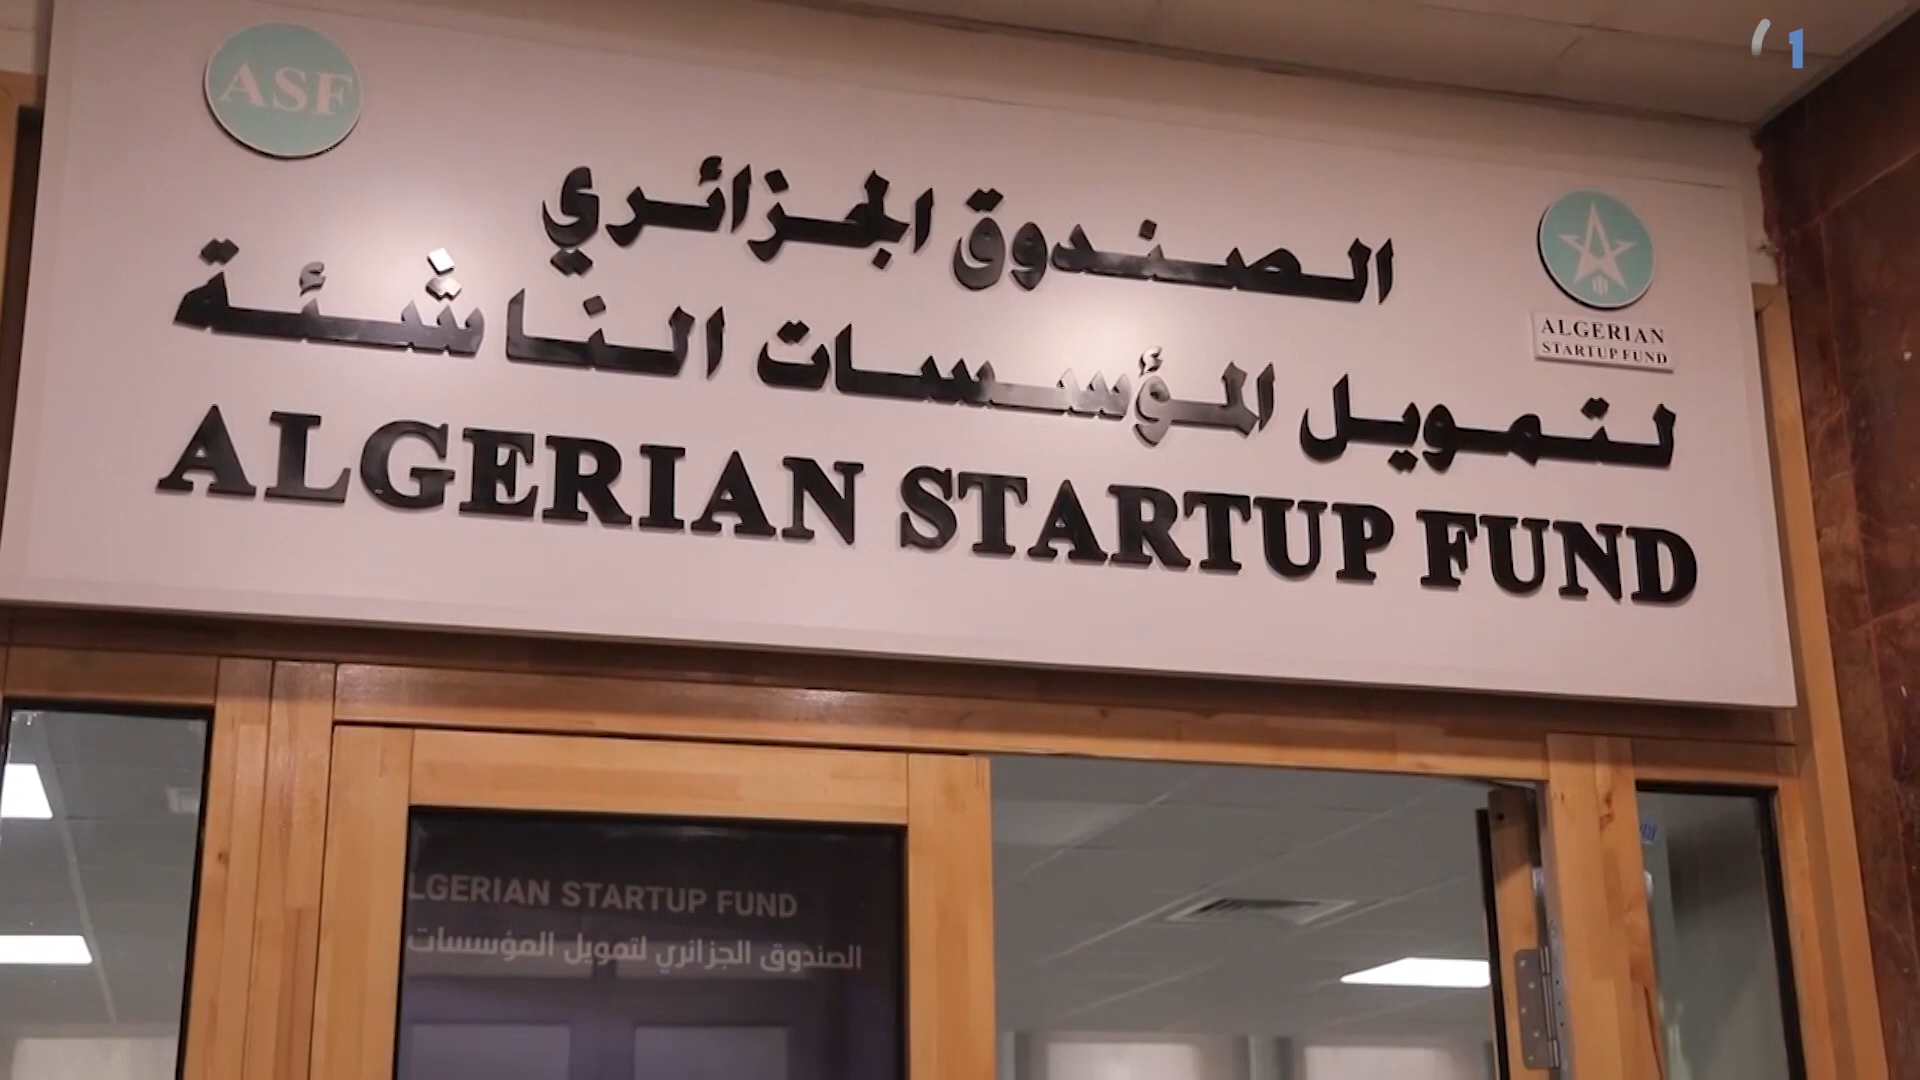 ASF
1
الصندوق الجزائري
لتمويل المؤسسات الناشئة
ALGERIAN STARTUP FUND
ALGERIAN
STARTUP FUND
LGERIAN STARTUP FUND
الصندوق الجزائري لتمويل المؤسسات